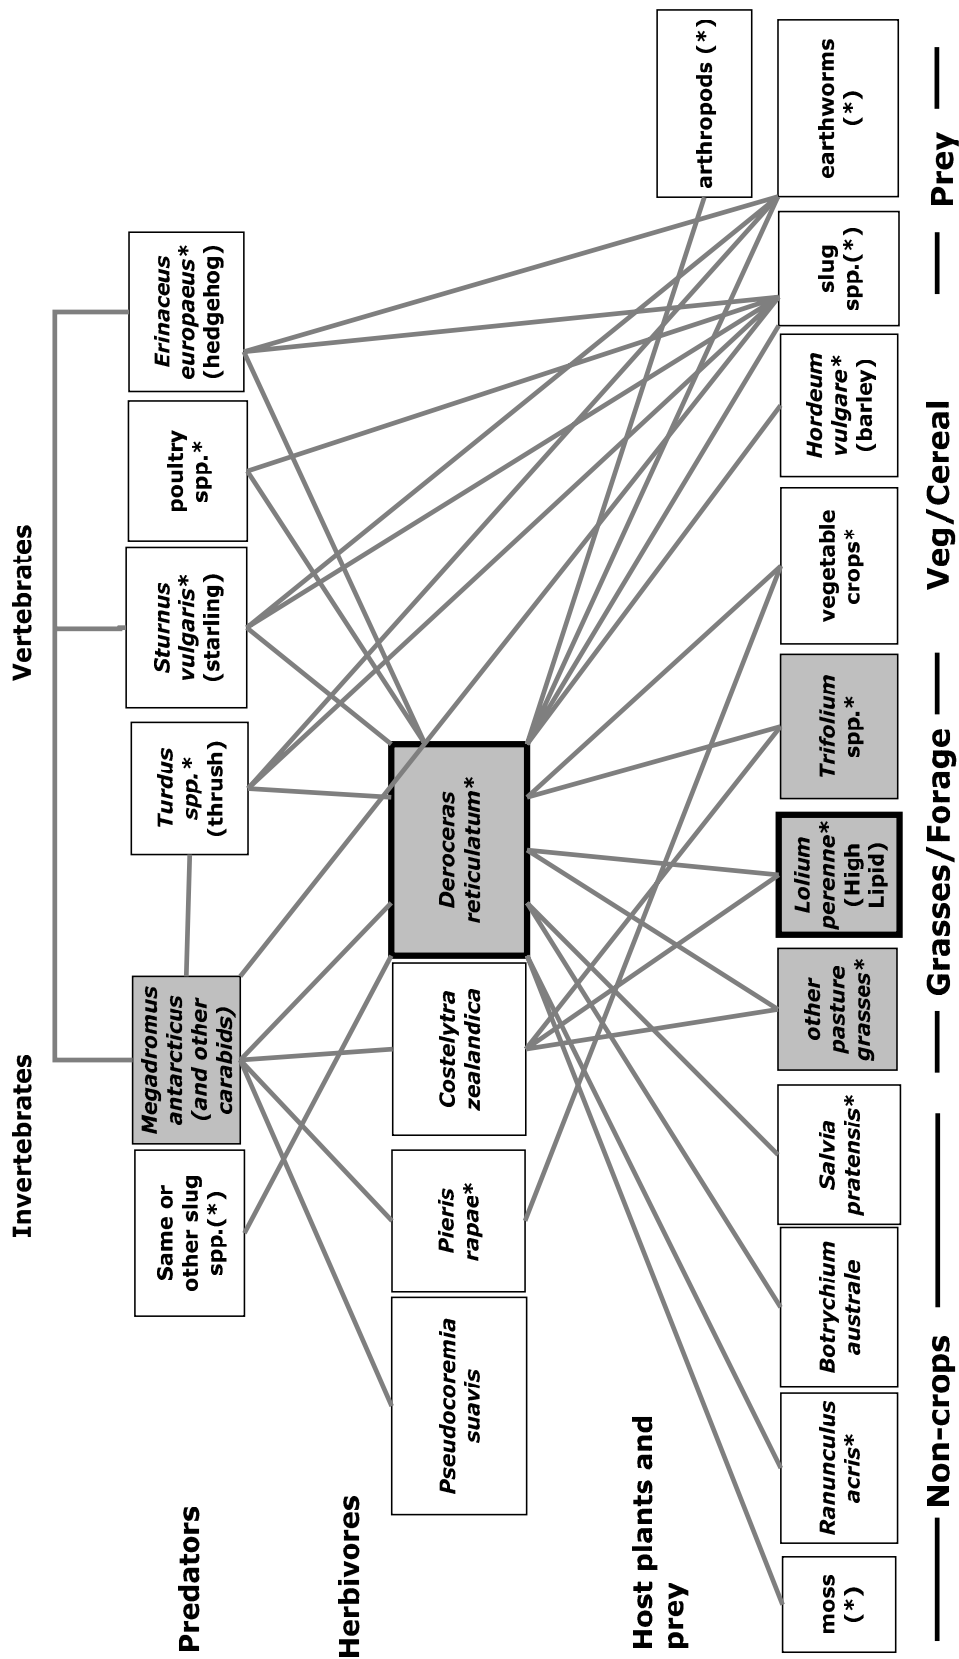 Invertebrates
Vertebrates
Predators
Same or
other slug
spp.(*)
Megadromus
antarcticus
(and other
carabids)
Turdus
spp.*
(thrush)
Sturnus
vulgaris*
(starling)
poultry
spp.*
Erinaceus
europaeus*
(hedgehog)
Herbivores
Pseudocoremia
suavis
Pieris
rapae*
Costelytra
zealandica
Deroceras
reticulatum*
Host plants and
prey
arthropods (*)
moss
(*)
Ranunculus
acris*
Botrychium
australe
Salvia
pratensis*
other
pasture
grasses*
Lolium
perenne*
(High
Lipid)
Trifolium
spp.*
vegetable
crops*
Hordeum
vulgare*
(barley)
slug
spp.(*)
earthworms
(*)
Non-crops
Grasses/Forage
Veg/Cereal
Prey